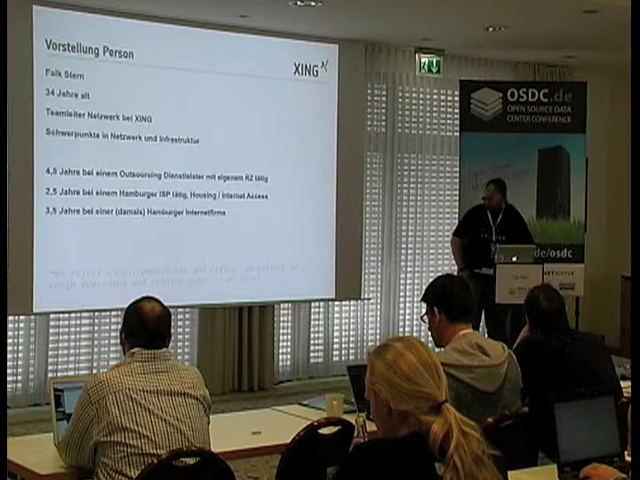 Vorstellung Person
XING
Falk Stern
34 Jahre alt
Teamleiter Netzwerk bei XING
Schwerpunkte in Netzwerk und Infrastruktur
4,5 Jahre bei einem Outsourcing Dienstleister mit eigenem RZ tätig
2,5 Jahre bei einem Hamburger ISP tätig, Housing / Internet Access
3,5 Jahre bei einer (damals) Hamburger Internetfirma
OSDC.de
OPEN SOURCE DATA
CENTER CONFERENCE
de/osdc